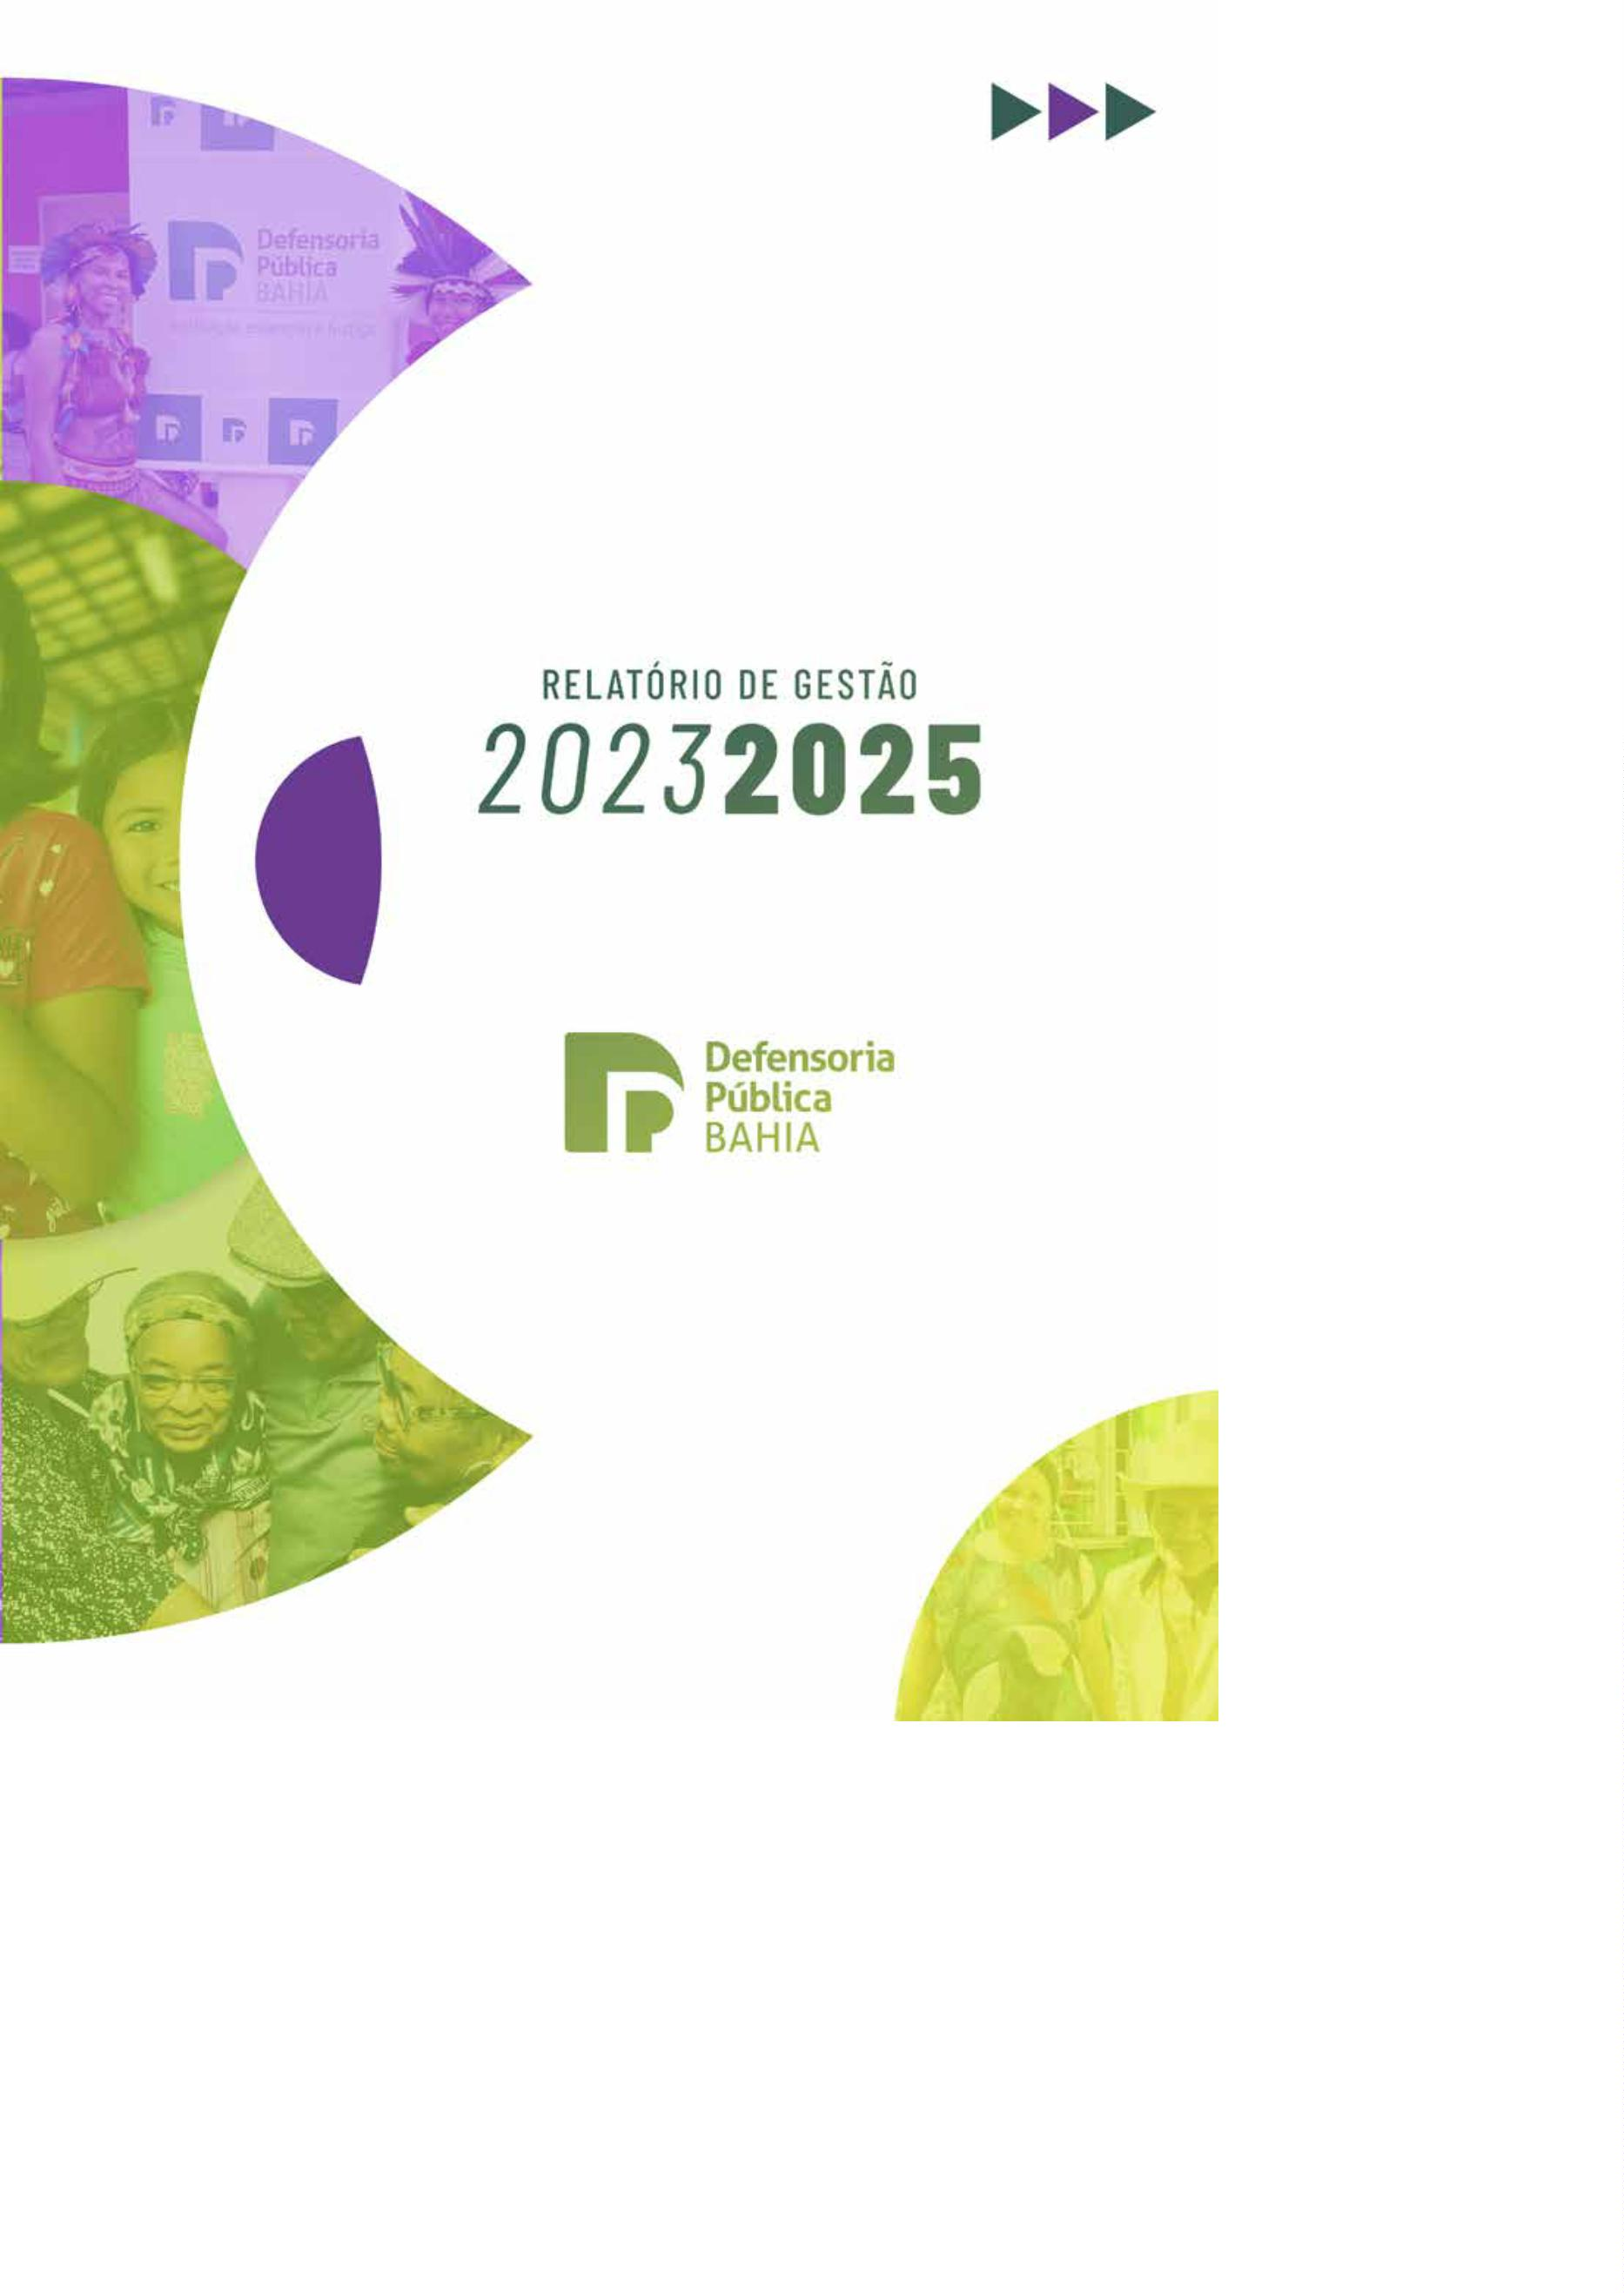 Defensoria
Pública
BAHIA
RELATÓRIO DE GESTÃO
20232025
Defensoria
Pública
BAHIA